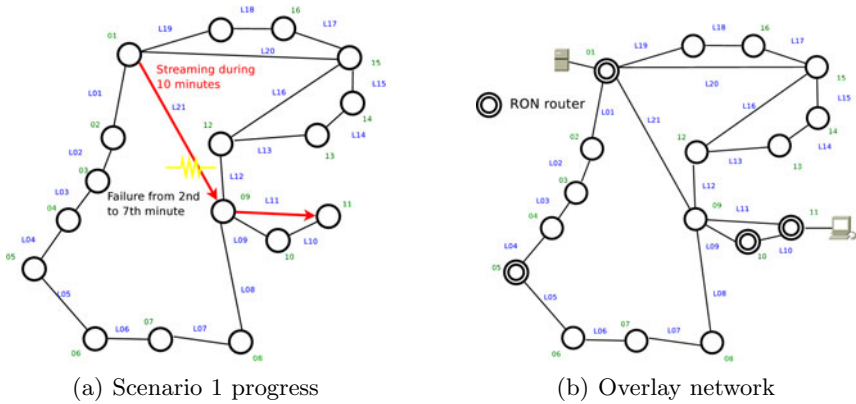 01
L19
L18
16
L17
L20
15
Streaming during
10 minutes
L01
L21
L16
L15
14
02
12
L13
L14
13
L02
03
L03
Failure from 2nd
to 7th minute
L12
09
L11
11
04
L04
L09
L10
10
05
L05
L08
L06
07
L07
06
08
(a) Scenario 1 progress
01
L19
L18
16
L17
L20
15
RON router
L01
L21
L16
L15
14
02
12
L13
L14
13
L02
03
L03
L12
04
09
L11
11
L04
L09
L10
10
05
L05
L08
L06
07
L07
06
08
(b) Overlay network